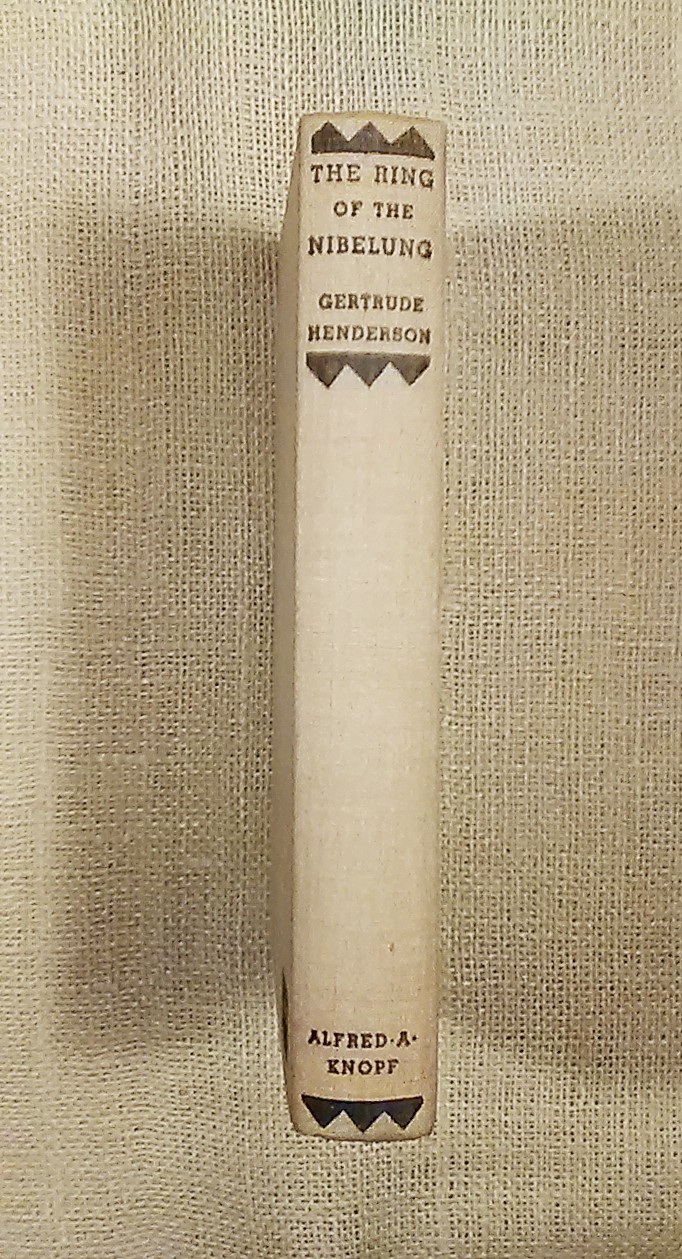 THE RING
OF THE
NIBELUNG
GERTRUDE
HENDERSON
ALFRED·A·
KNOPF